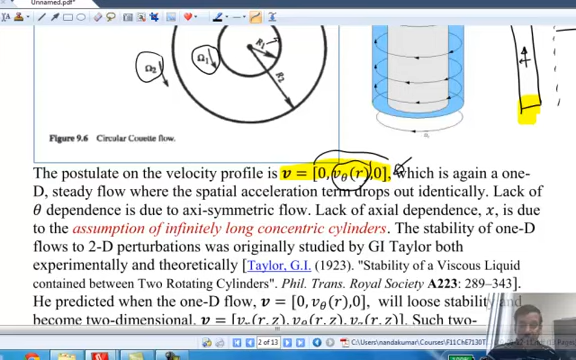 Unnamed.pdf*
R₁
R₂
Ω₂
Ω₁
Figure 9.6 Circular Couette flow.
The postulate on the velocity profile is v = [0, vθ(r),0], which is again a one-
D, steady flow where the spatial acceleration term drops out identically. Lack of
θ dependence is due to axi-symmetric flow. Lack of axial dependence, x, is due
to the assumption of infinitely long concentric cylinders. The stability of one-D
flows to 2-D perturbations was originally studied by GI Taylor both
experimentally and theoretically [Taylor, G.I. (1923). "Stability of a Viscous Liquid
contained between Two Rotating Cylinders". Phil. Trans. Royal Society A223: 289–343].
He predicted when the one-D flow, v = [0, vθ(r),0], will loose stability and
become two-dimensional. v = [vr(r,z), vθ(r,z), vz(r,z)]. Such two-
2 of 13
C:\Users\nandakumar\Y Courses\F11ChE7130T